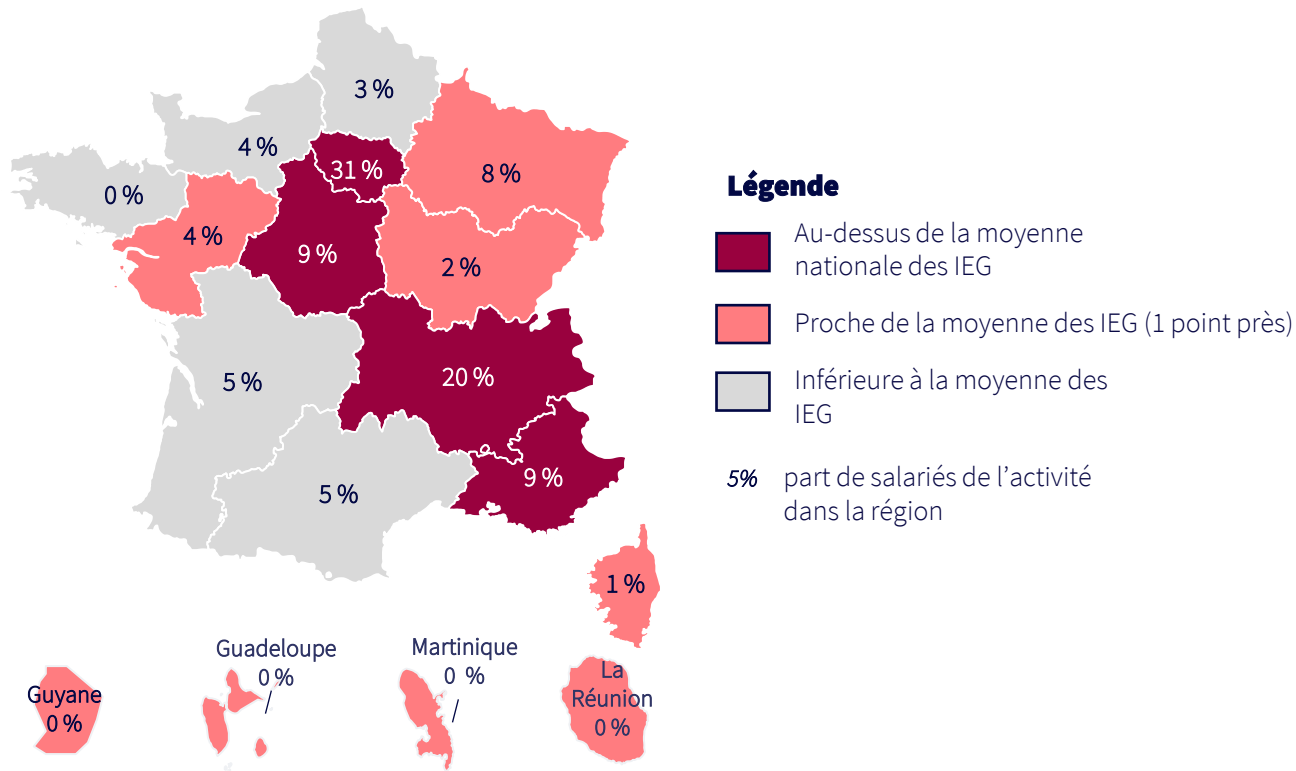 3 %
4 %
31 %
8 %
0 %
4 %
9 %
2 %
5 %
20 %
5 %
9 %
1 %
Légende
Au-dessus de la moyenne
nationale des IEG
Proche de la moyenne des IEG (1 point près)
Inférieure à la moyenne des
IEG
5% part de salariés de l’activité
dans la région
Guyane
0 %
Guadeloupe
0 %
Martinique
0 %
La
Réunion
0 %